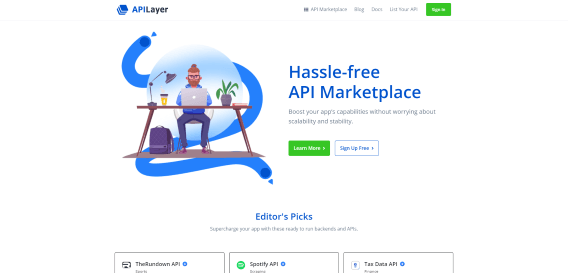 APILayer
API Marketplace Blog Docs List Your API Sign In
Hassle-free
API Marketplace
Boost your app's capabilities without worrying about
scalability and stability.
Learn More › Sign Up Free ›
Editor's Picks
Supercharge your app with these ready to run backends and APIs.
TheRundown API
Sports
Spotify API
Scrapers
Tax Data API
Finance